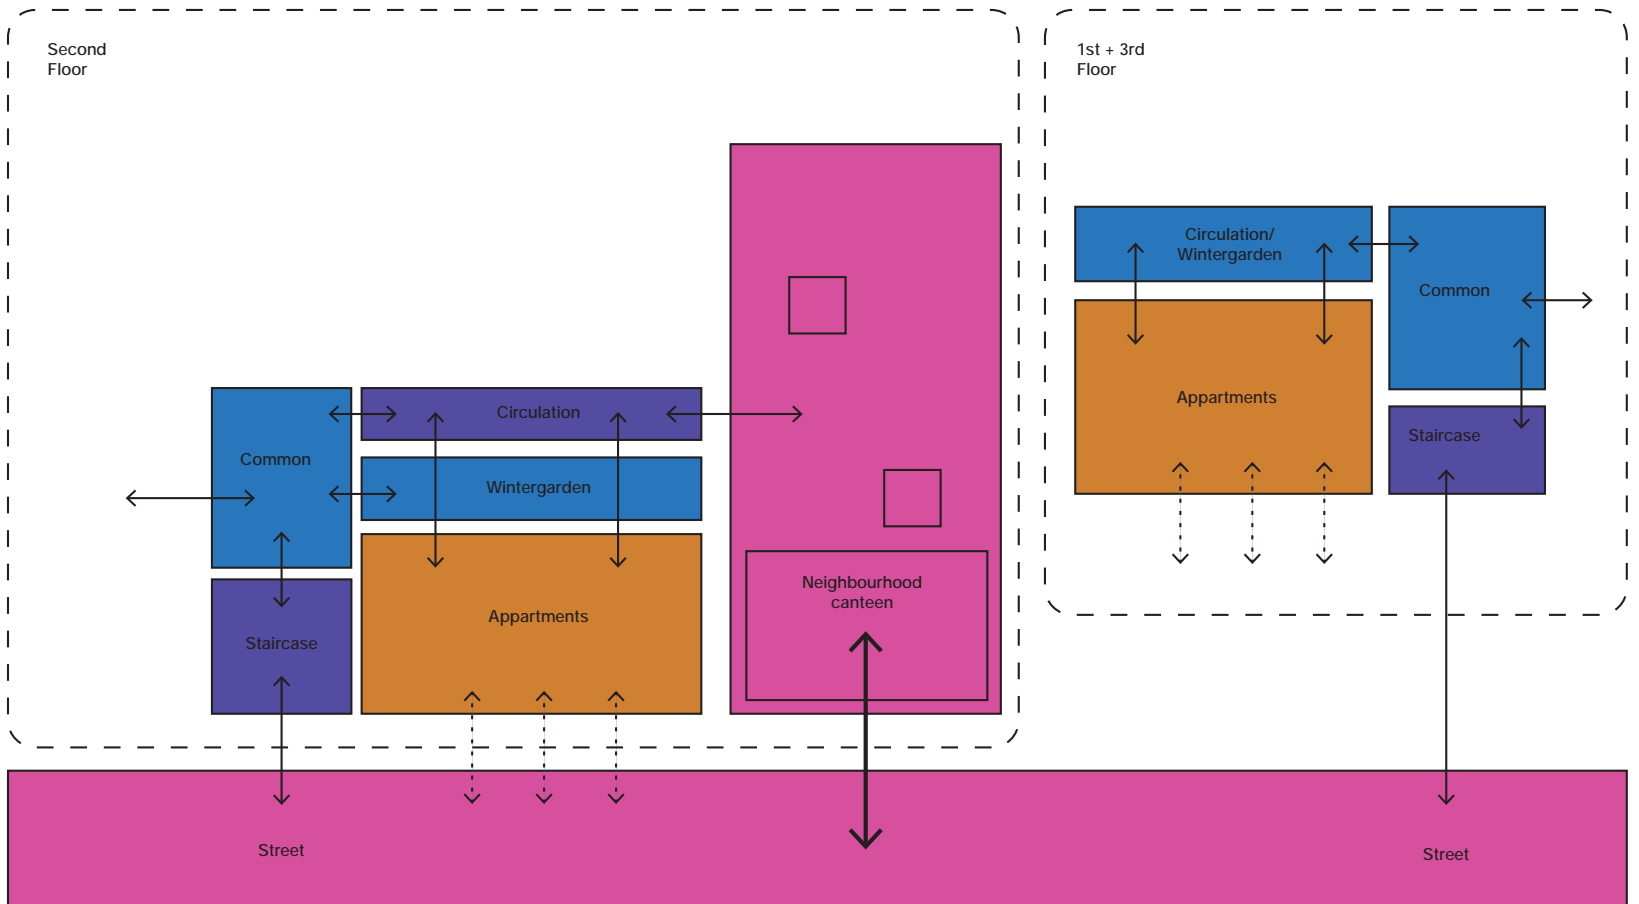 Second
Floor
1st + 3rd
Floor
Circulation/
Wintergarden
Common
Appartments
Circulation
Staircase
Common
Wintergarden
Neighbourhood
canteen
Appartments
Staircase
Street
Street